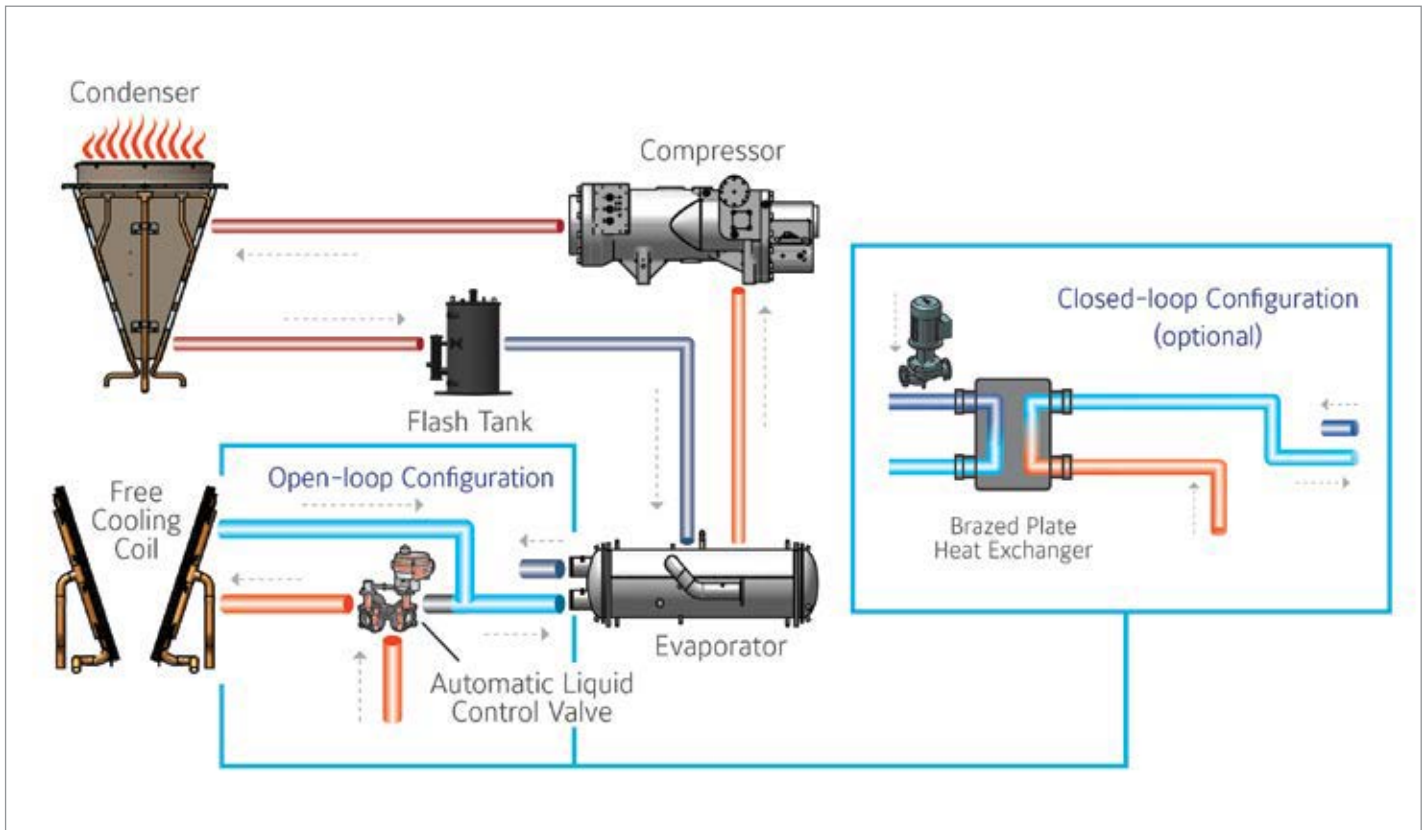 Condenser
Compressor
Closed-loop Configuration
(optional)
Flash Tank
Open-loop Configuration
Free
Cooling
Coil
Brazed Plate
Heat Exchanger
Evaporator
Automatic Liquid
Control Valve